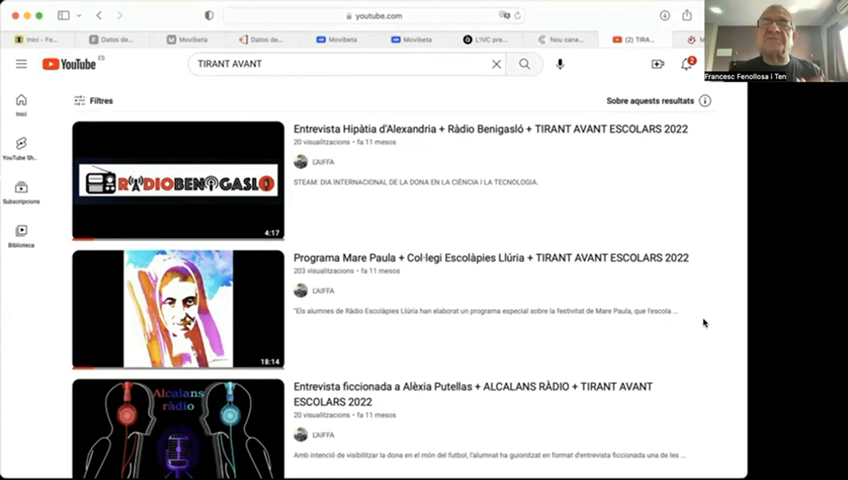 youtube.com
Inici - Fe...
Datos de...
Movibeta
Datos de...
Movibeta
Movibeta
L'IVC pre...
Nou cana...
(2) TIRA...
YouTube ES
TIRANT AVANT
2
Francesc Fenollosa i Ten
Inici
YouTube Sh...
Subscripcions
Biblioteca
Filtres
Sobre aquests resultats
RÀDIOBENIGASLÓ
4:17
Entrevista Hipàtia d'Alexandria + Ràdio Benigasló + TIRANT AVANT ESCOLARS 2022
20 visualitzacions • fa 11 mesos
L'AIFFA
STEAM: DIA INTERNACIONAL DE LA DONA EN LA CIÈNCIA I LA TECNOLOGIA.
18:14
Programa Mare Paula + Col·legi Escolàpies Llúria + TIRANT AVANT ESCOLARS 2022
203 visualitzacions • fa 11 mesos
L'AIFFA
"Els alumnes de Ràdio Escolàpies Llúria han elaborat un programa especial sobre la festivitat de Mare Paula, que l'escola ...
Alcalans
ràdio
Entrevista ficcionada a Alèxia Putellas + ALCALANS RÀDIO + TIRANT AVANT
ESCOLARS 2022
20 visualitzacions • fa 11 mesos
L'AIFFA
Amb intenció de visibilitzar la dona en el món del futbol, l'alumnat ha guionitzat en format d'entrevista ficcionada una de les ...